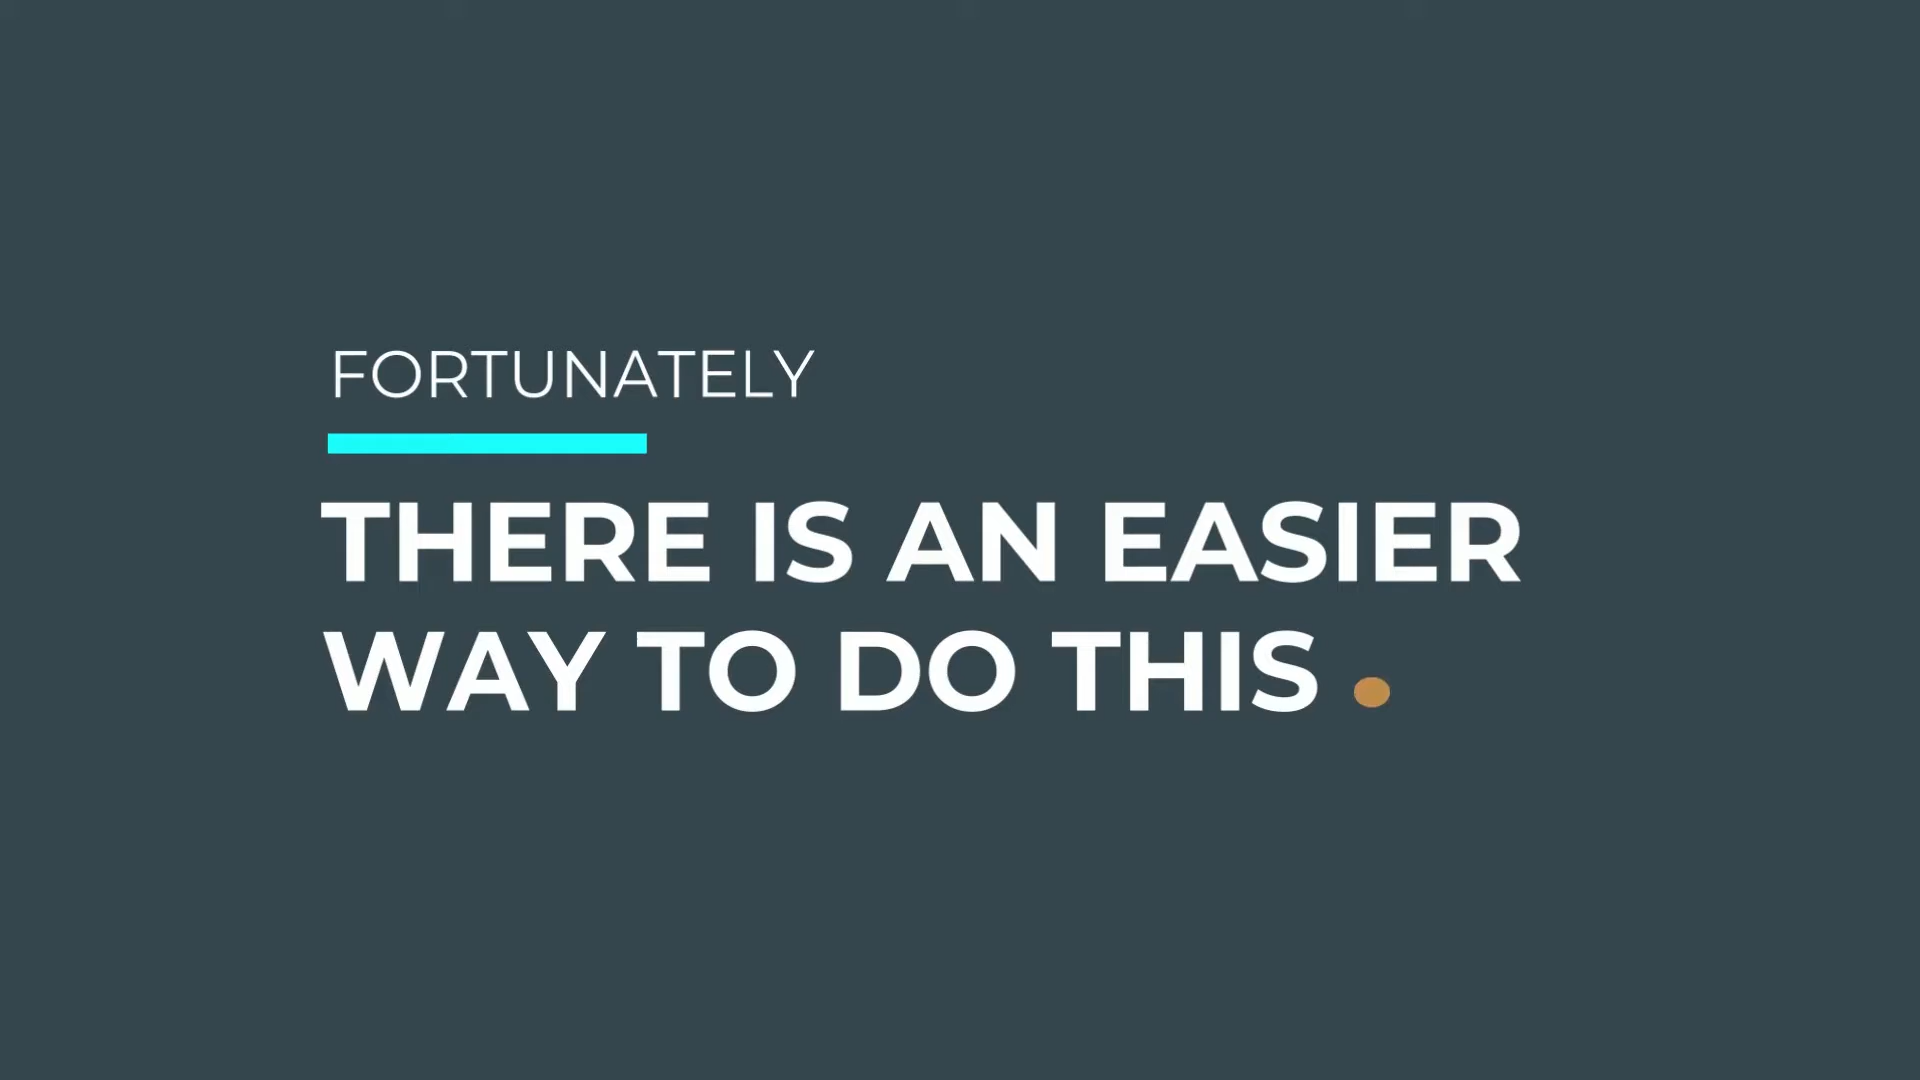 FORTUNATELY
THERE IS AN EASIER
WAY TO DO THIS .